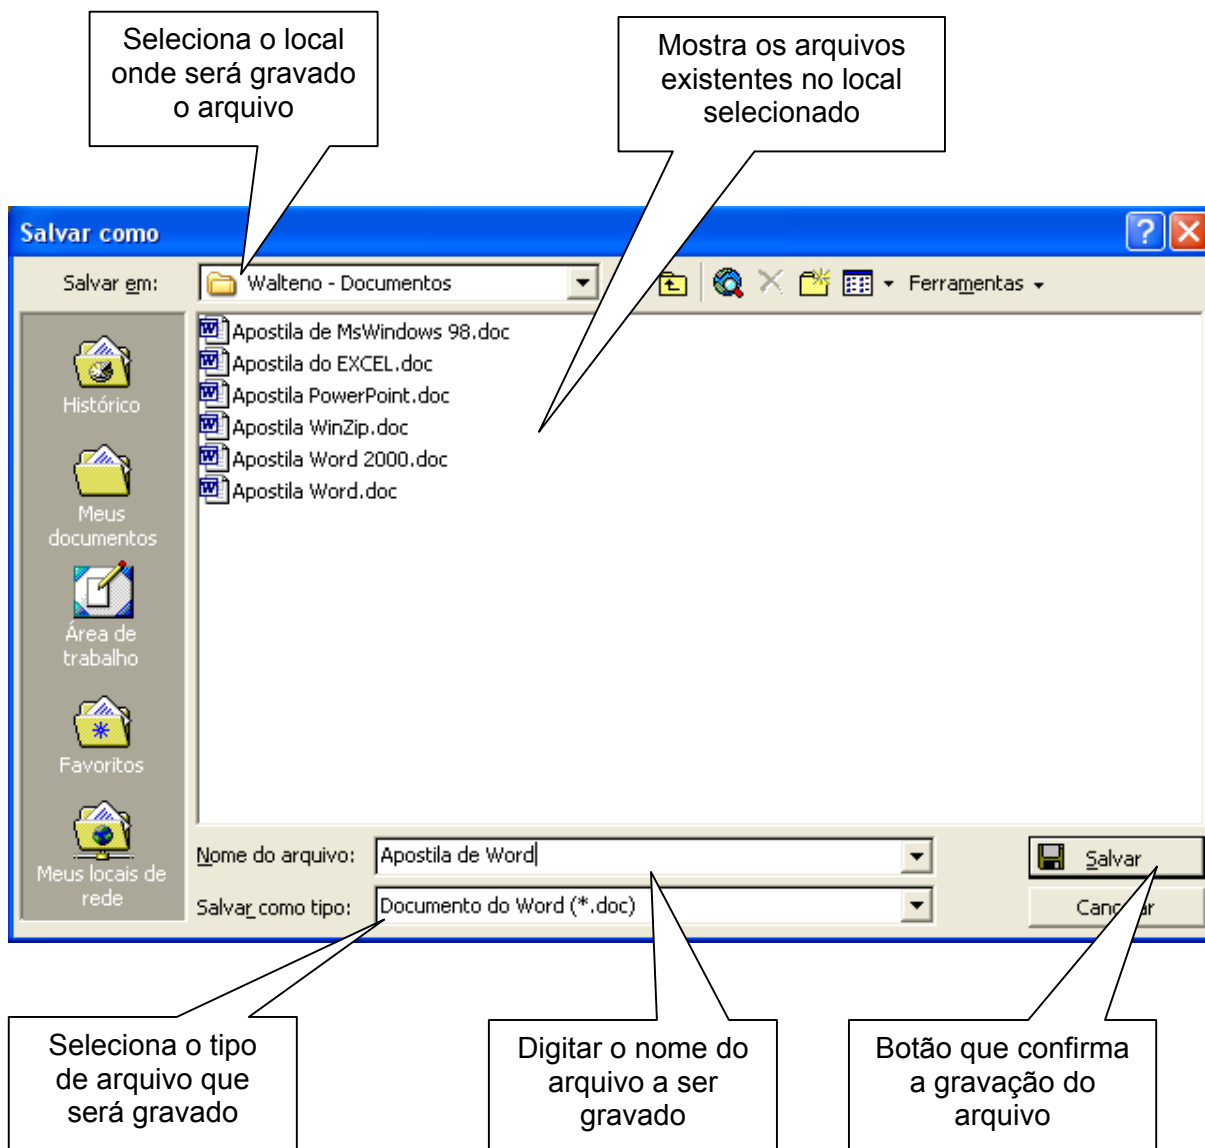 Seleciona o local
onde será gravado
o arquivo
Mostra os arquivos
existentes no local
selecionado
Salvar como
Salvar em:
Walteno - Documentos
Ferramentas
Histórico
Meus
documentos
Área de
trabalho
Favoritos
Meus locais de
rede
Apostila de MsWindows 98.doc
Apostila do EXCEL.doc
Apostila PowerPoint.doc
Apostila WinZip.doc
Apostila Word 2000.doc
Apostila Word.doc
Nome do arquivo:
Apostila de Word
Salvar
Salvar como tipo:
Documento do Word (*.doc)
Cancelar
Seleciona o tipo
de arquivo que
será gravado
Digitar o nome do
arquivo a ser
gravado
Botão que confirma
a gravação do
arquivo